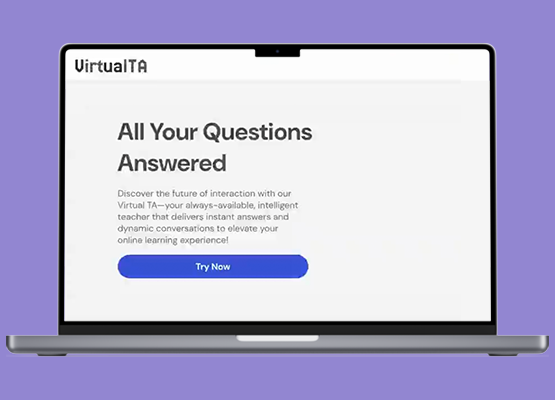 VirtualTA
All Your Questions
Answered
Discover the future of interaction with our
Virtual TA—your always-available, intelligent
teacher that delivers instant answers and
dynamic conversations to elevate your
online learning experience!
Try Now